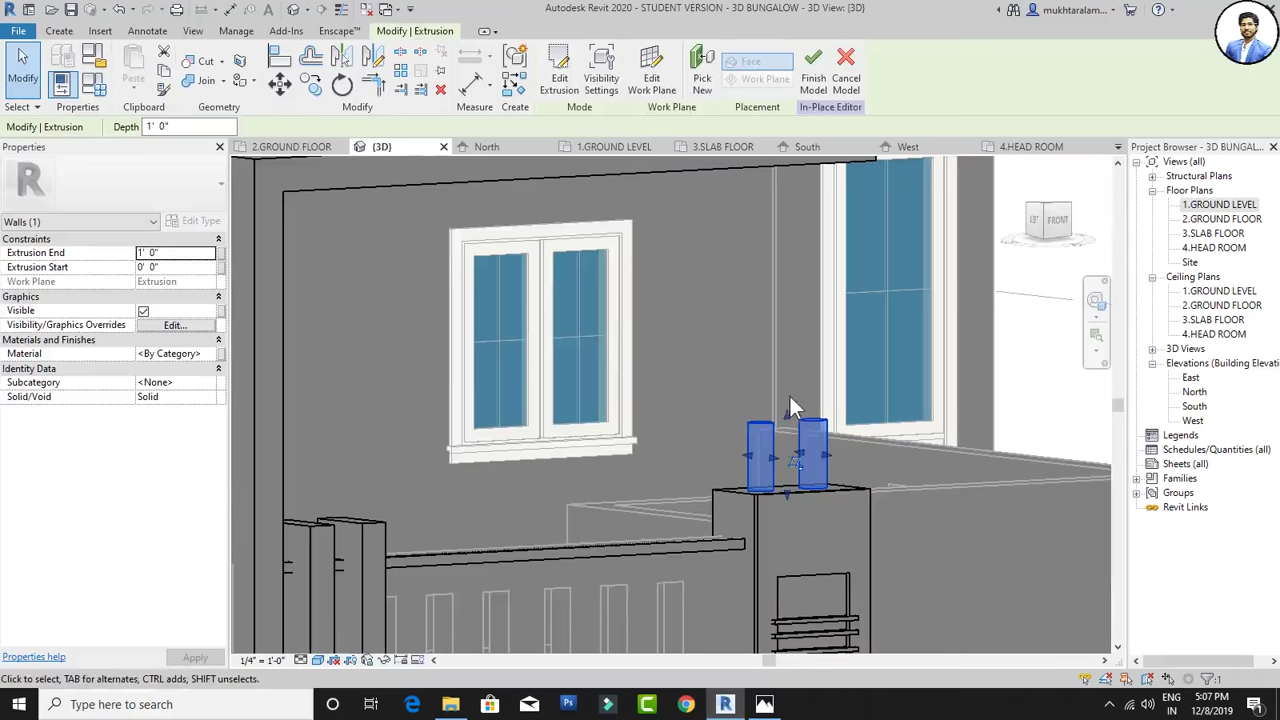 Autodesk Revit 2020 - STUDENT VERSION - 3D BUNGALOW - 3D View: {3D}
mukhtaralam...
File Create Insert Annotate View Manage Add-Ins Enscape™ Modify | Extrusion
Modify Paste Cut Join Edit Extrusion Visibility Settings Edit Work Plane Pick New Face Work Plane Finish Model Cancel Model
Select Properties Clipboard Geometry Modify Measure Create Mode Work Plane Placement In-Place Editor
Modify | Extrusion Depth 1' 0"
Properties
2.GROUND FLOOR {3D} North 1.GROUND LEVEL 3.SLAB FLOOR South West 4.HEAD ROOM
Project Browser - 3D BUNGAL...
Walls (1) Edit Type
Constraints
Extrusion End 1' 0"
Extrusion Start 0' 0"
Work Plane Extrusion
Graphics
Visible
Visibility/Graphics Overrides Edit...
Materials and Finishes
Material <By Category>
Identity Data
Subcategory <None>
Solid/Void Solid
FRONT
Views (all)
Structural Plans
Floor Plans
1.GROUND LEVEL
2.GROUND FLOOR
3.SLAB FLOOR
4.HEAD ROOM
Site
Ceiling Plans
1.GROUND LEVEL
2.GROUND FLOOR
3.SLAB FLOOR
4.HEAD ROOM
3D Views
Elevations (Building Elevati
East
North
South
West
Legends
Schedules/Quantities (all)
Sheets (all)
Families
Groups
Revit Links
Properties help Apply
1/4" = 1'-0"
Click to select, TAB for alternates, CTRL adds, SHIFT unselects.
:1
Type here to search
ENG
IN
5:07 PM
12/8/2019